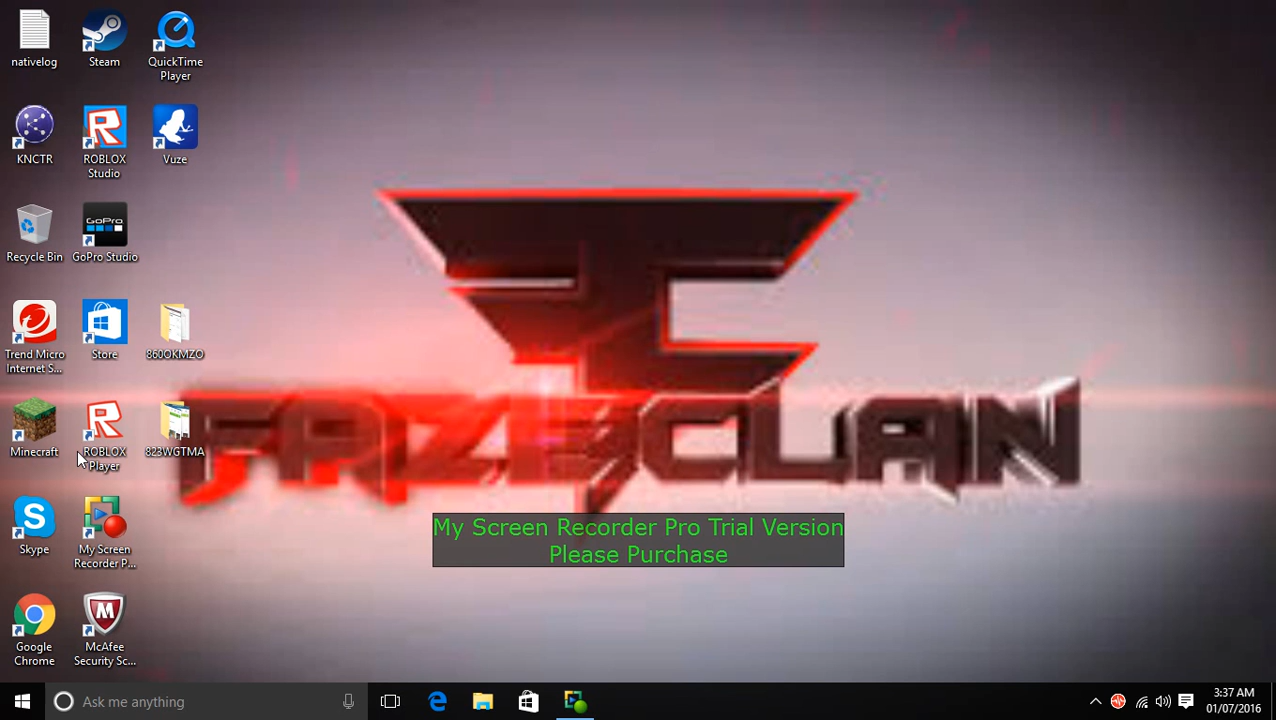 nativelog
Steam
QuickTime
Player
KNCTR
ROBLOX
Studio
Vuze
Recycle Bin
GoPro
GoPro Studio
Trend Micro
Internet S...
Store
860OKMZO
Minecraft
ROBLOX
Player
823WGTMA
FAZE CLAN
My Screen Recorder Pro Trial Version
Please Purchase
Skype
My Screen
Recorder P...
Google
Chrome
McAfee
Security Sc...
Ask me anything
3:37 AM
01/07/2016